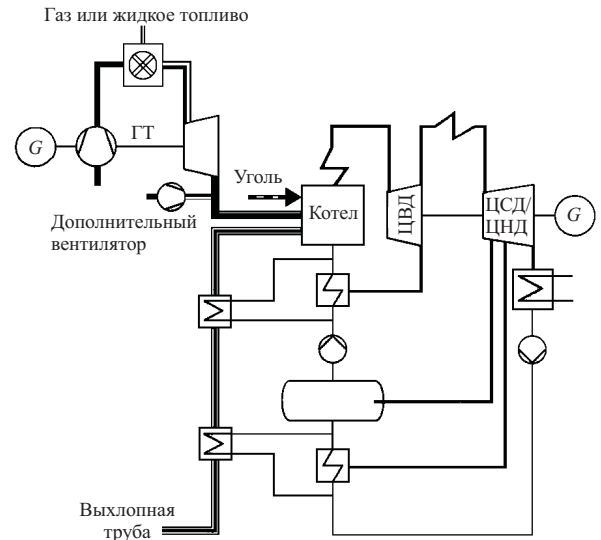 Газ или жидкое топливо
G
ГТ
Уголь
Дополнительный
вентилятор
Котел
ЦВД
ЦСД/
ЦНД
G
Выхлопная
труба